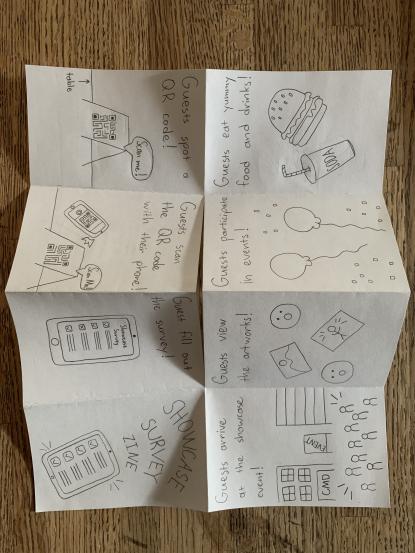 SHOWCASE
SURVEY
ZINE
Guests arrive
at the showcase
event!
EVENT
CMD
Guests view
the artworks!
Guests participate
in events!
Guests eat yummy
food and drinks!
SODA
Guests spot a
QR code!
Scan me!
table
Guests scan
the QR code
with their phone!
Scan Me!
Guest fill out
the survey!
Showcase
Survey